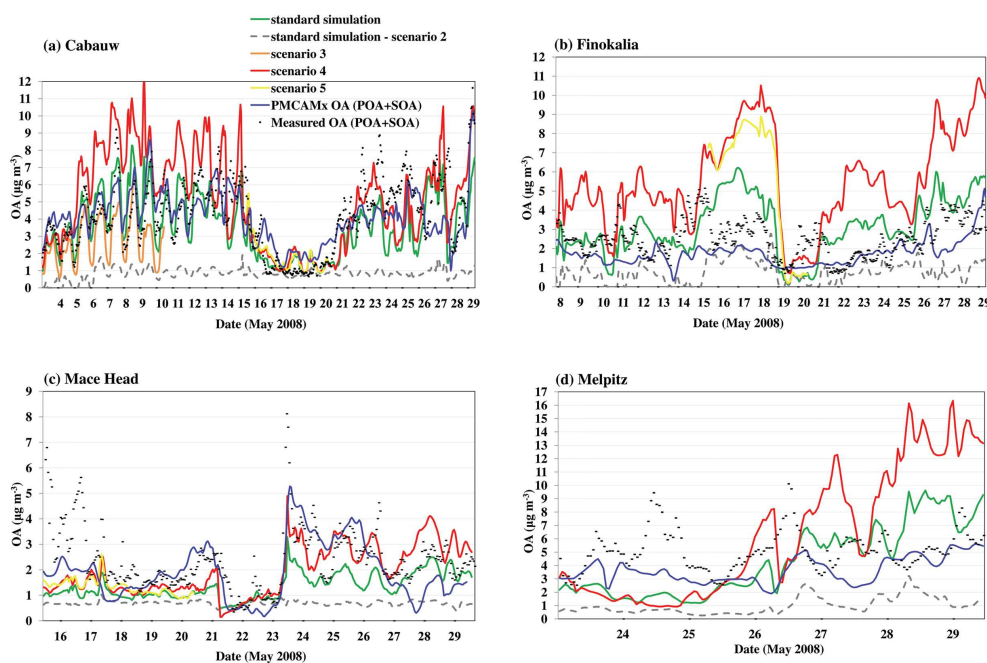 standard simulation
standard simulation - scenario 2
scenario 3
scenario 4
scenario 5
PMCAMx OA (POA+SOA)
Measured OA (POA+SOA)
(a) Cabauw
12
11
10
9
8
7
6
5
4
3
2
1
0
OA (µg m⁻³)
4 5 6 7 8 9 10 11 12 13 14 15 16 17 18 19 20 21 22 23 24 25 26 27 28 29
Date (May 2008)
(b) Finokalia
12
11
10
9
8
7
6
5
4
3
2
1
0
OA (µg m⁻³)
8 9 10 11 12 13 14 15 16 17 18 19 20 21 22 23 24 25 26 27 28 29
Date (May 2008)
(c) Mace Head
9
8
7
6
5
4
3
2
1
0
OA (µg m⁻³)
16 17 18 19 20 21 22 23 24 25 26 27 28 29
Date (May 2008)
(d) Melpitz
17
16
15
14
13
12
11
10
9
8
7
6
5
4
3
2
1
0
OA (µg m⁻³)
24 25 26 27 28 29
Date (May 2008)